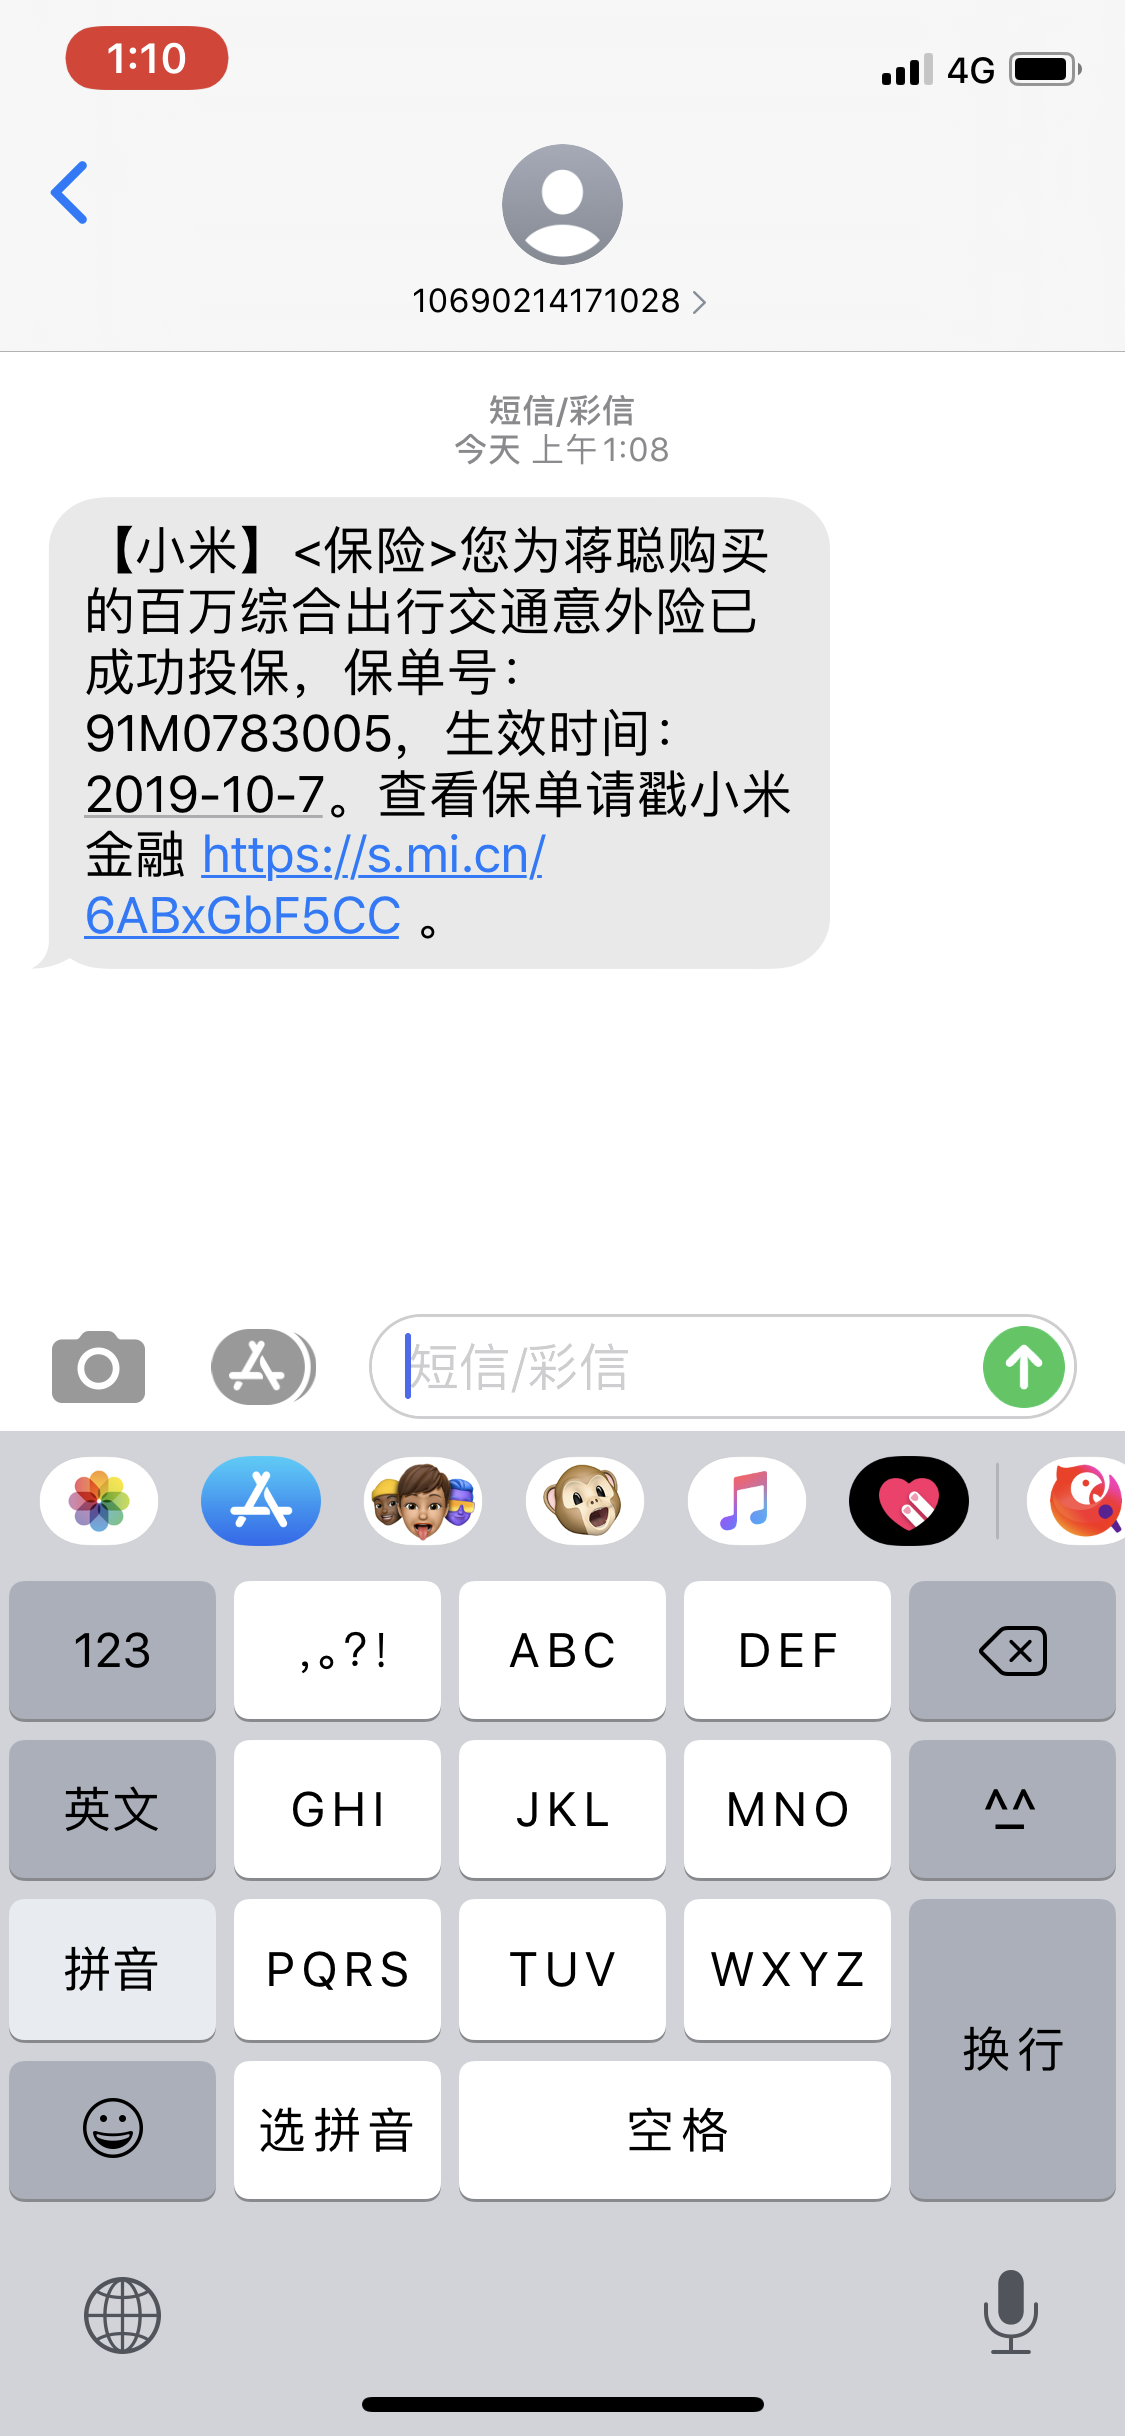 1:10
4G
10690214171028
短信/彩信
今天 上午1:08
【小米】<保险>您为蒋聪购买
的百万综合出行交通意外险已
成功投保，保单号：
91M0783005，生效时间：
2019-10-7。查看保单请戳小米
金融 https://s.mi.cn/
6ABxGbF5CC 。
短信/彩信
123
,。?!
ABC
DEF
英文
GHI
JKL
MNO
^_^
拼音
PQRS
TUV
WXYZ
换行
选拼音
空格